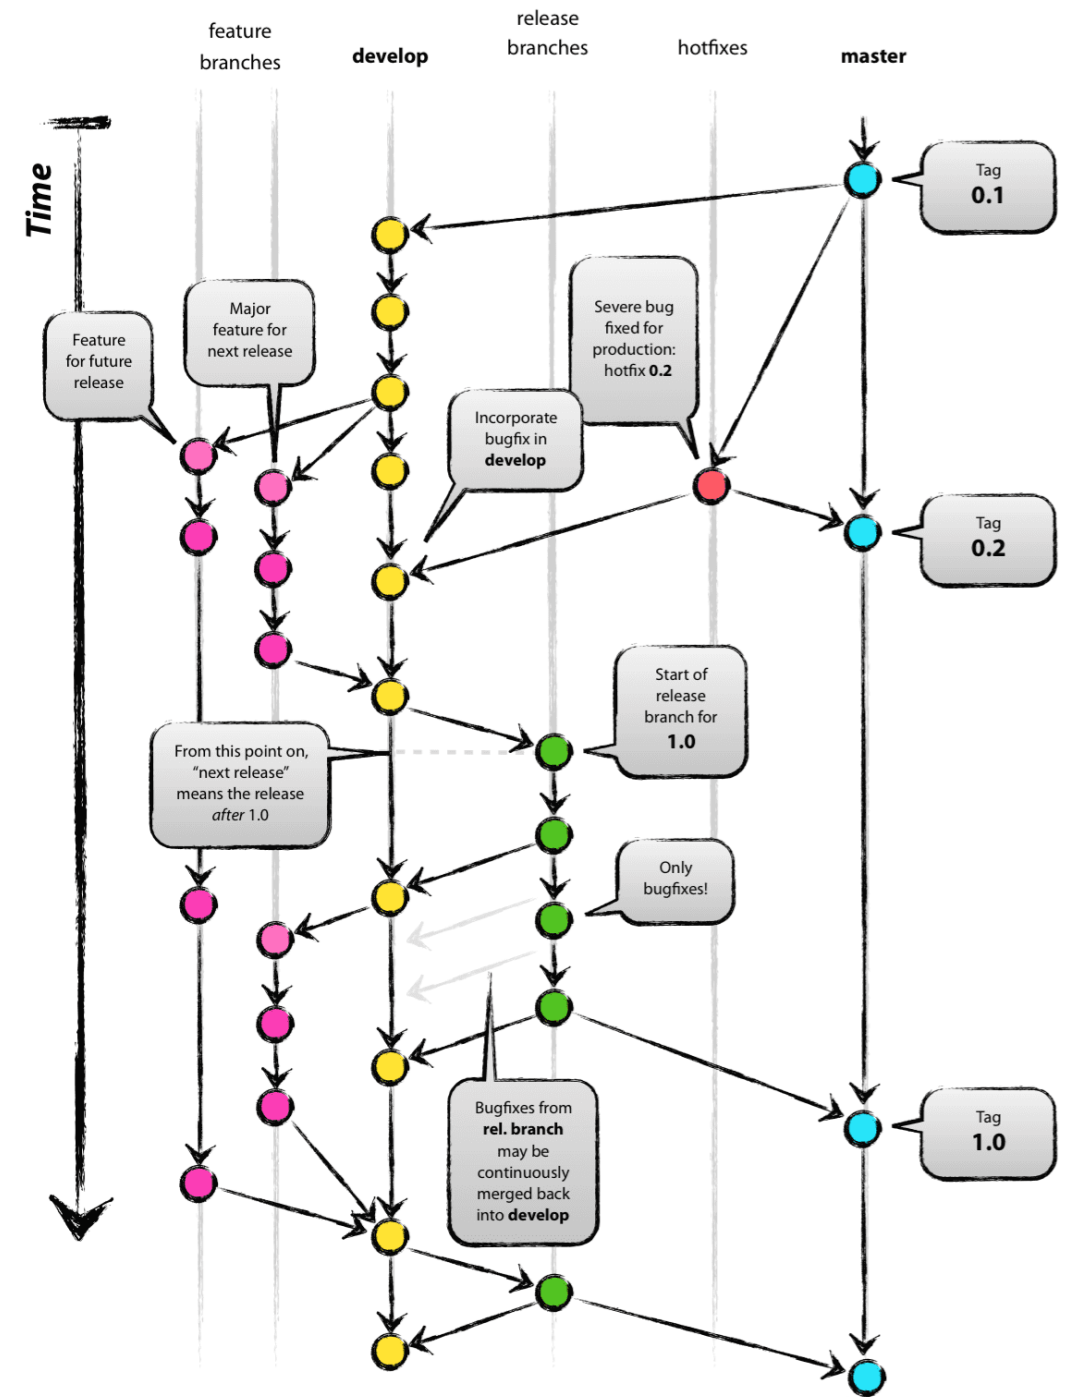 feature
branches
develop
release
branches
hotfixes
master
Time
Tag
0.1
Major
feature for
next release
Severe bug
fixed for
production:
hotfix 0.2
Feature
for future
release
Incorporate
bugfix in
develop
Tag
0.2
Start of
release
branch for
1.0
From this point on,
“next release”
means the release
after 1.0
Only
bugfixes!
Bugfixes from
rel. branch
may be
continuously
merged back
into develop
Tag
1.0